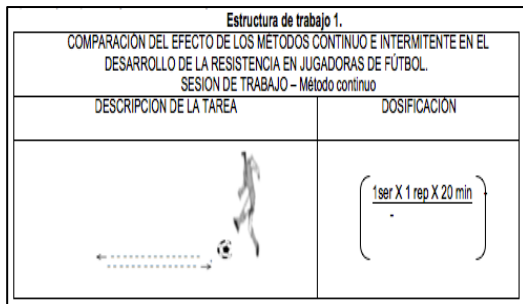 Estructura de trabajo 1.
COMPARACIÓN DEL EFECTO DE LOS MÉTODOS CONTINUO E INTERMITENTE EN EL
DESARROLLO DE LA RESISTENCIA EN JUGADORAS DE FÚTBOL.
SESION DE TRABAJO – Método continuo
DESCRIPCION DE LA TAREA
DOSIFICACIÓN
1ser X 1 rep X 20 min
-